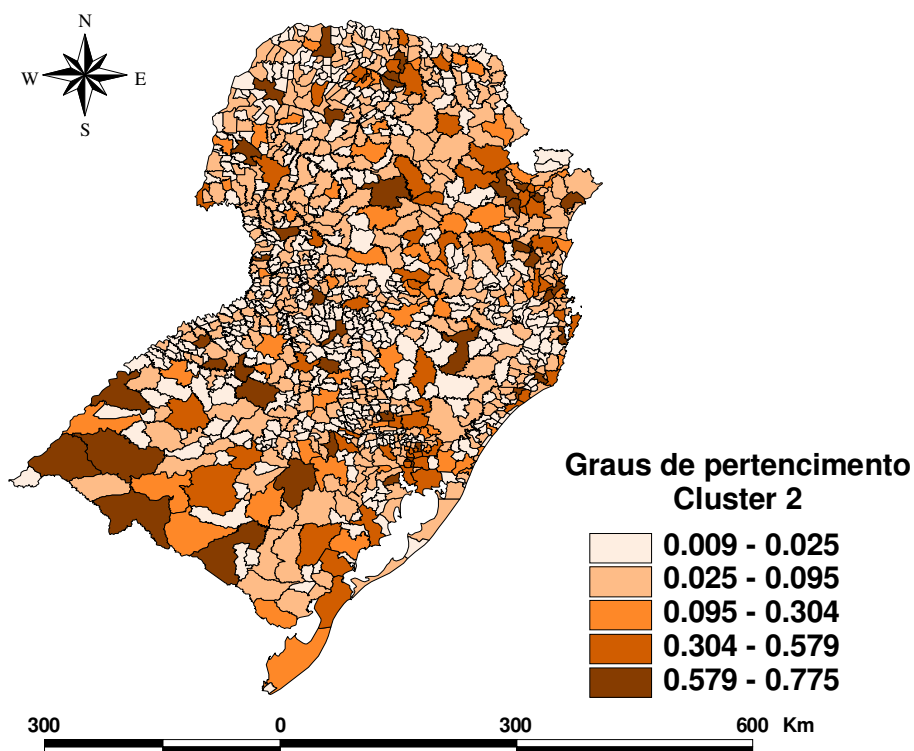 N
W E
S
Graus de pertencimento
Cluster 2
0.009 - 0.025
0.025 - 0.095
0.095 - 0.304
0.304 - 0.579
0.579 - 0.775
300 0 300 600 Km